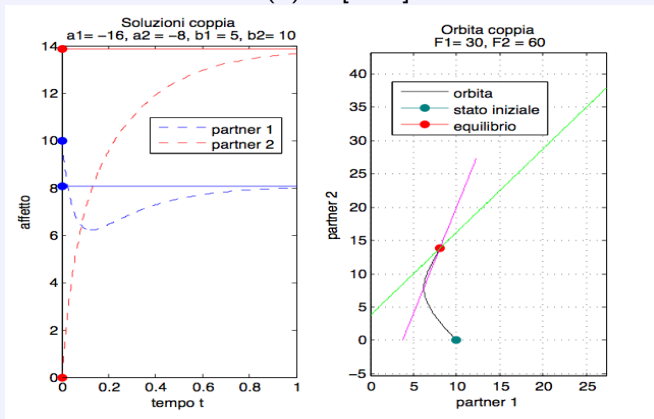 Soluzioni coppia
a1= −16, a2 = −8, b1 = 5, b2= 10
14
12
10
8
6
4
2
0
affetto
partner 1
partner 2
0
0.2
0.4
0.6
0.8
1
tempo t
Orbita coppia
F1= 30, F2 = 60
40
35
30
25
20
15
10
5
0
−5
partner 2
orbita
stato iniziale
equilibrio
0
5
10
15
20
25
partner 1